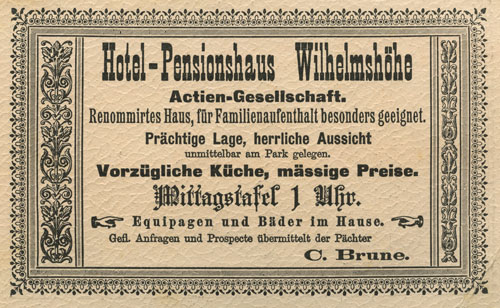 Hotel-Pensionshaus Wilhelmshöhe
Actien-Gesellschaft.
Renommirtes Haus, für Familienaufenthalt besonders geeignet.
Prächtige Lage, herrliche Aussicht
unmittelbar am Park gelegen.
Vorzügliche Küche, mässige Preise.
Mittagstafel 1 Uhr.
Equipagen und Bäder im Hause.
Gefl. Anfragen und Prospecte übermittelt der Pächter
C. Brune.